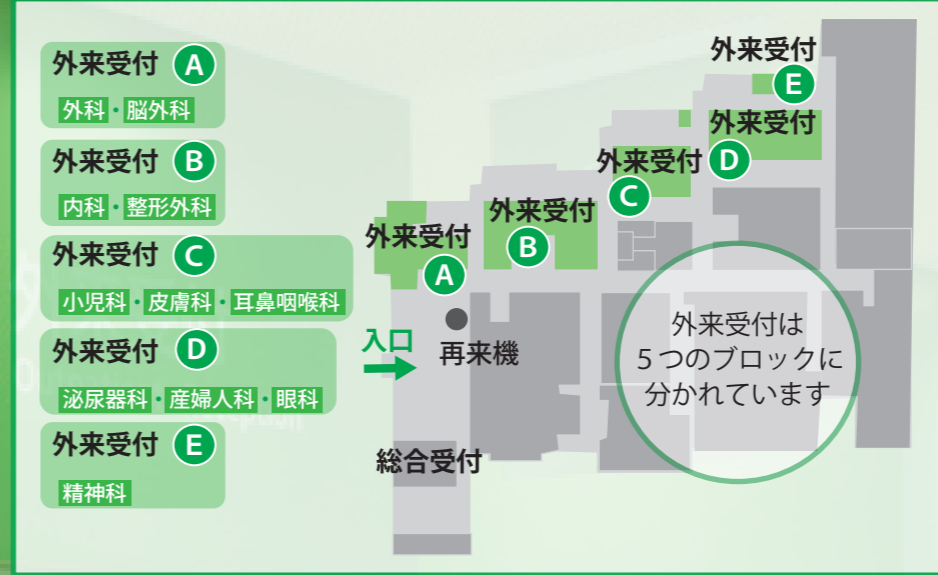 外来受付 A
外科・脳外科
外来受付 B
内科・整形外科
外来受付 C
小児科・皮膚科・耳鼻咽喉科
外来受付 D
泌尿器科・産婦人科・眼科
外来受付 E
精神科
外来受付
E
外来受付
D
外来受付
C
外来受付
B
外来受付
A
入口
再来機
総合受付
外来受付は
5つのブロックに
分かれています